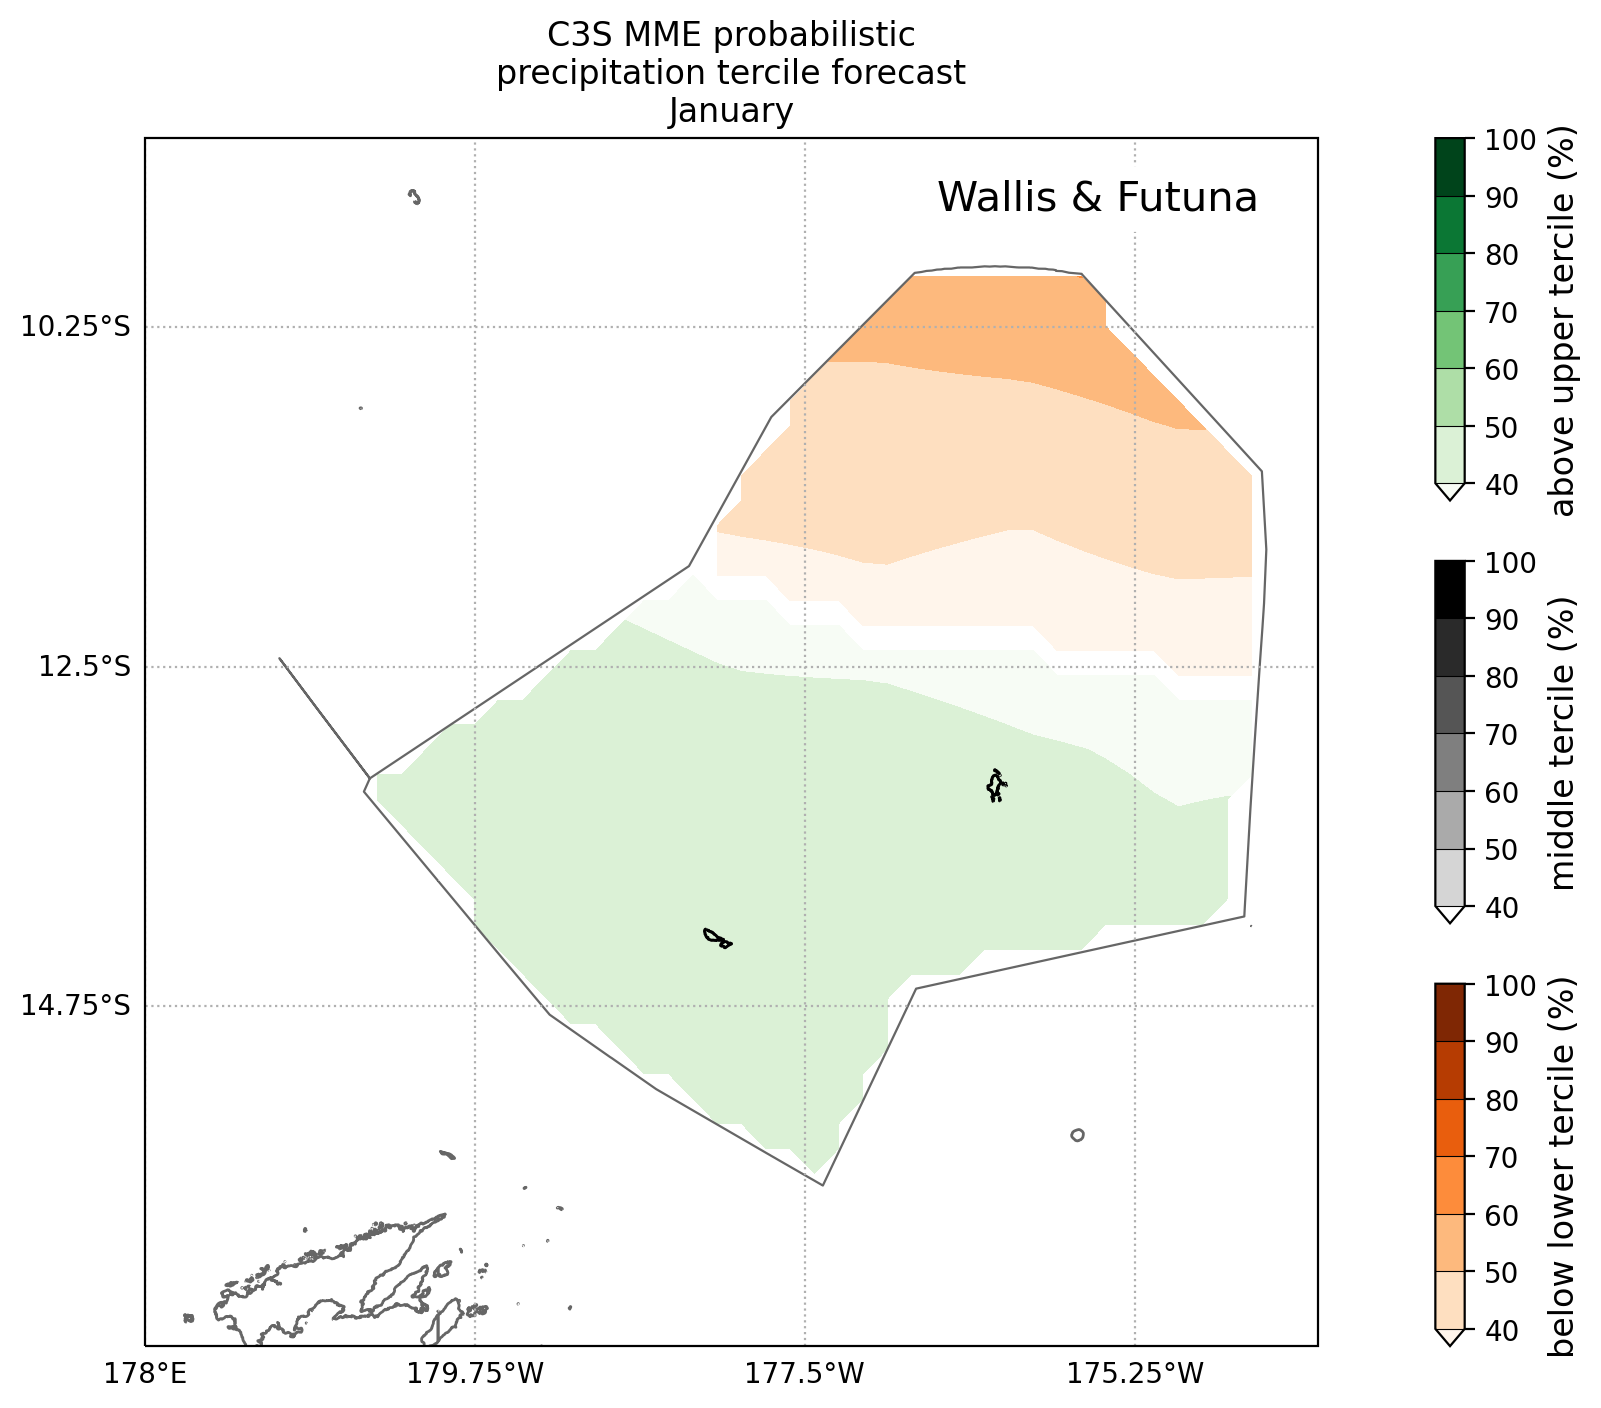 C3S MME probabilistic
precipitation tercile forecast
January
Wallis & Futuna
10.25°S
12.5°S
14.75°S
178°E
179.75°W
177.5°W
175.25°W
100
90
80
70
60
50
40
above upper tercile (%)
100
90
80
70
60
50
40
middle tercile (%)
100
90
80
70
60
50
40
below lower tercile (%)